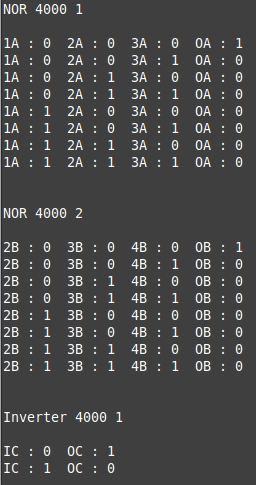 NOR 4000 1
1A : 0 2A : 0 3A : 0 OA : 1
1A : 0 2A : 0 3A : 1 OA : 0
1A : 0 2A : 1 3A : 0 OA : 0
1A : 0 2A : 1 3A : 1 OA : 0
1A : 1 2A : 0 3A : 0 OA : 0
1A : 1 2A : 0 3A : 1 OA : 0
1A : 1 2A : 1 3A : 0 OA : 0
1A : 1 2A : 1 3A : 1 OA : 0
NOR 4000 2
2B : 0 3B : 0 4B : 0 OB : 1
2B : 0 3B : 0 4B : 1 OB : 0
2B : 0 3B : 1 4B : 0 OB : 0
2B : 0 3B : 1 4B : 1 OB : 0
2B : 1 3B : 0 4B : 0 OB : 0
2B : 1 3B : 0 4B : 1 OB : 0
2B : 1 3B : 1 4B : 0 OB : 0
2B : 1 3B : 1 4B : 1 OB : 0
Inverter 4000 1
IC : 0 OC : 1
IC : 1 OC : 0